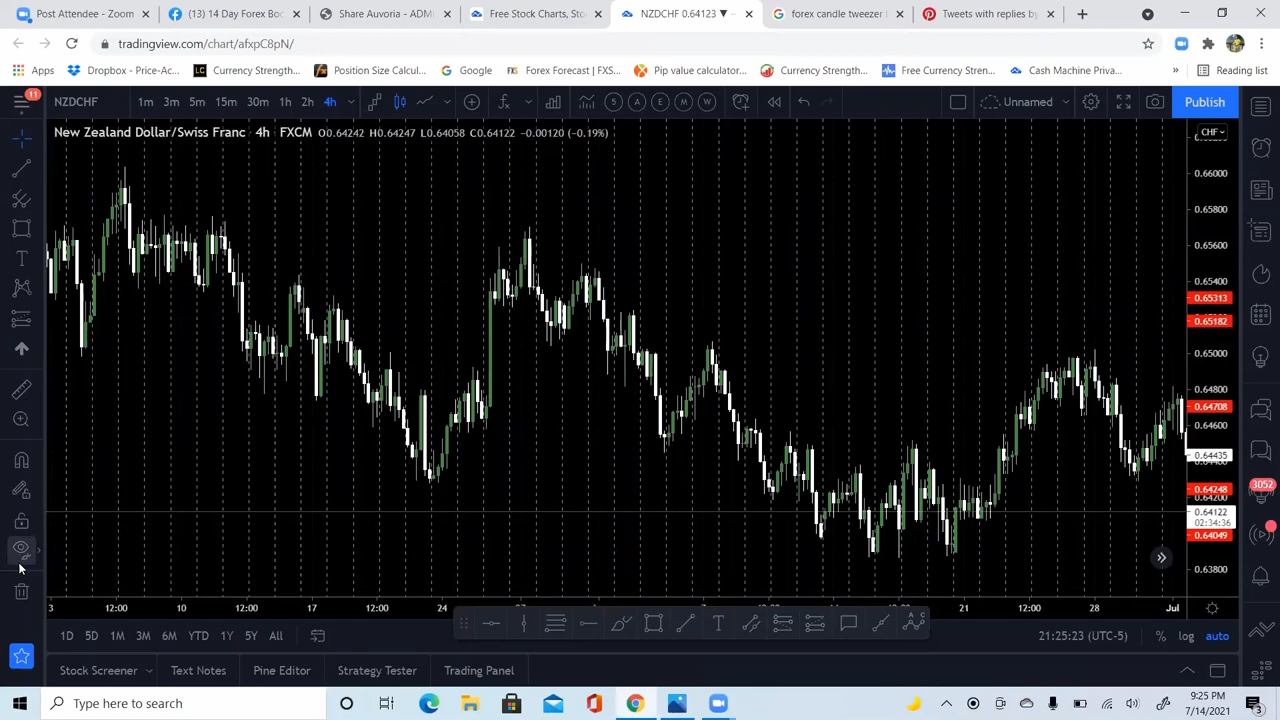 Post Attendee - Zoom
(13) 14 Day Forex Boo
Share Auvoria - ADM
Free Stock Charts, Sto
NZDCHF 0.64123 ▼
forex candle tweezer
Tweets with replies by
tradingview.com/chart/afxpC8pN/
Apps
Dropbox - Price-Ac...
Currency Strength...
Position Size Calcul...
Google
Forex Forecast | FXS...
Pip value calculator...
Currency Strength...
Free Currency Stren...
Cash Machine Priva...
»
Reading list
11
NZDCHF
1m 3m 5m 15m 30m 1h 2h 4h
S A E M W
Unnamed
Publish
New Zealand Dollar/Swiss Franc · 4h · FXCM O0.64242 H0.64247 L0.64058 C0.64122 −0.00120 (−0.19%)
CHF
0.66000
0.65800
0.65600
0.65400
0.65313
0.65182
0.65000
0.64800
0.64708
0.64600
0.64435
0.64400
0.64248
0.64200
0.64122
02:34:36
0.64049
0.63800
3052
3 12:00 10 12:00 17 12:00 24 21 12:00 28 Jul
1D 5D 1M 3M 6M YTD 1Y 5Y All
21:25:23 (UTC-5)
% log auto
Stock Screener
Text Notes
Pine Editor
Strategy Tester
Trading Panel
Type here to search
9:25 PM
7/14/2021
3